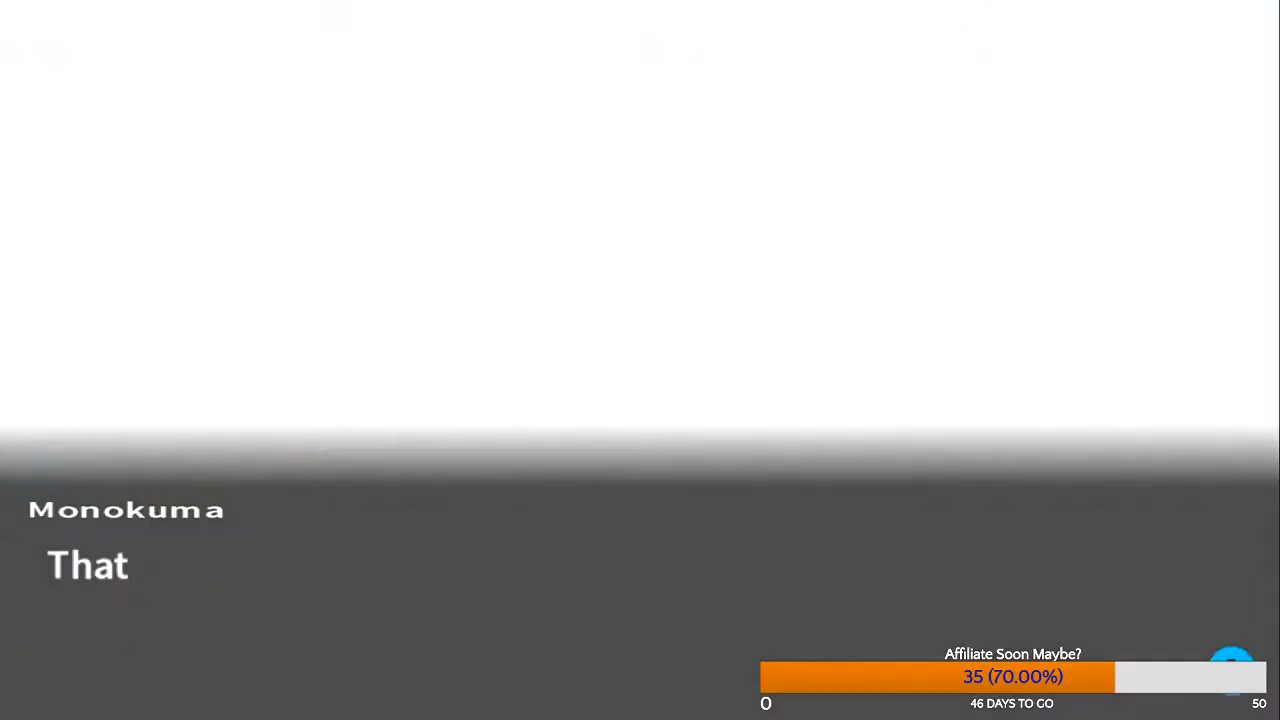 Monokuma
That
Affiliate Soon Maybe?
35 (70.00%)
0
46 DAYS TO GO
50